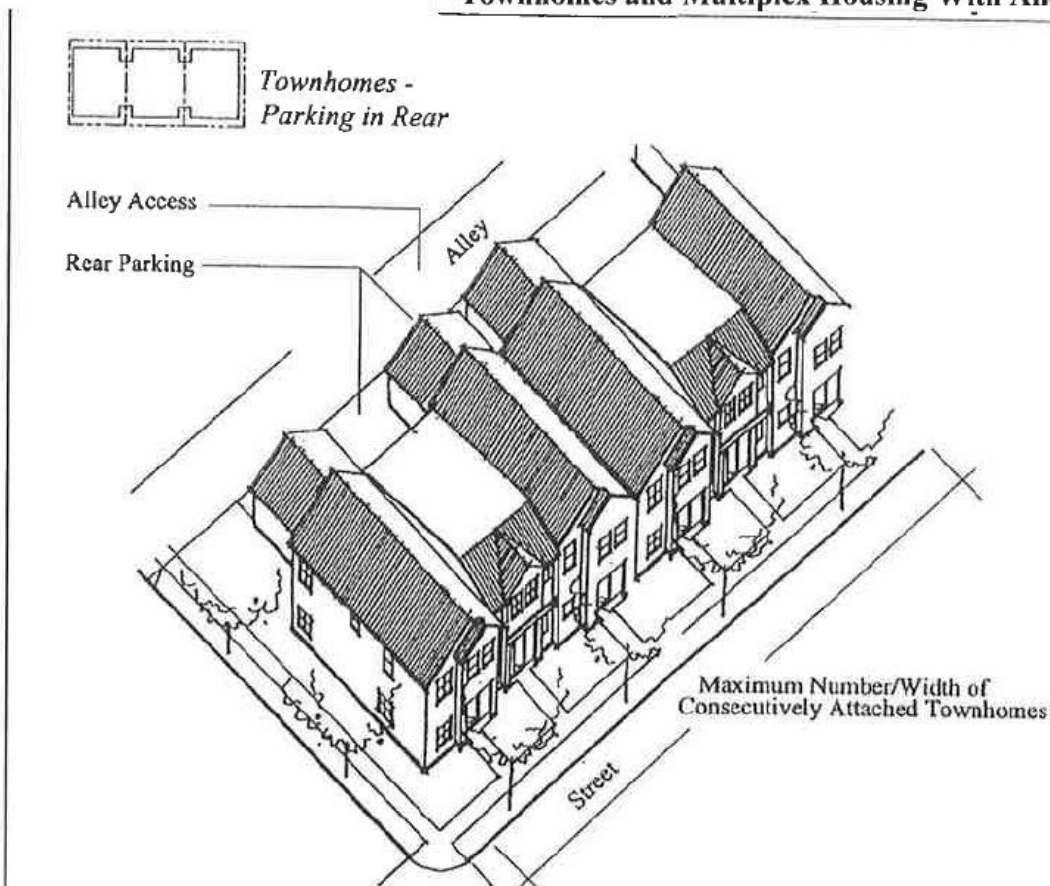 Townhomes and Multiplex Housing With
Townhomes -
Parking in Rear
Alley Access
Rear Parking
Alley
Maximum Number/Width of
Consecutively Attached Townhomes
Street